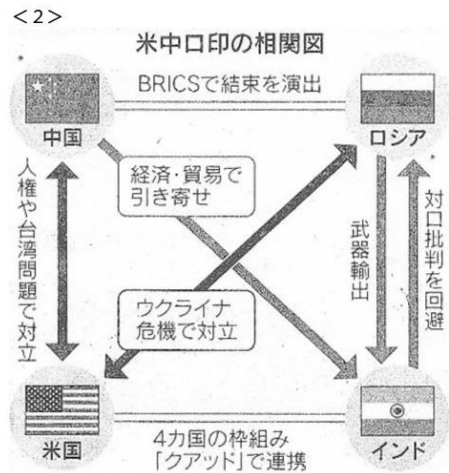 <2>
米中ロ印の相関図
BRICSで結束を演出
中国
ロシア
経済・貿易で
引き寄せ
人権や台湾問題で対立
武器輸出
対ロ批判を回避
ウクライナ
危機で対立
米国
インド
4カ国の枠組み
「クアッド」で連携